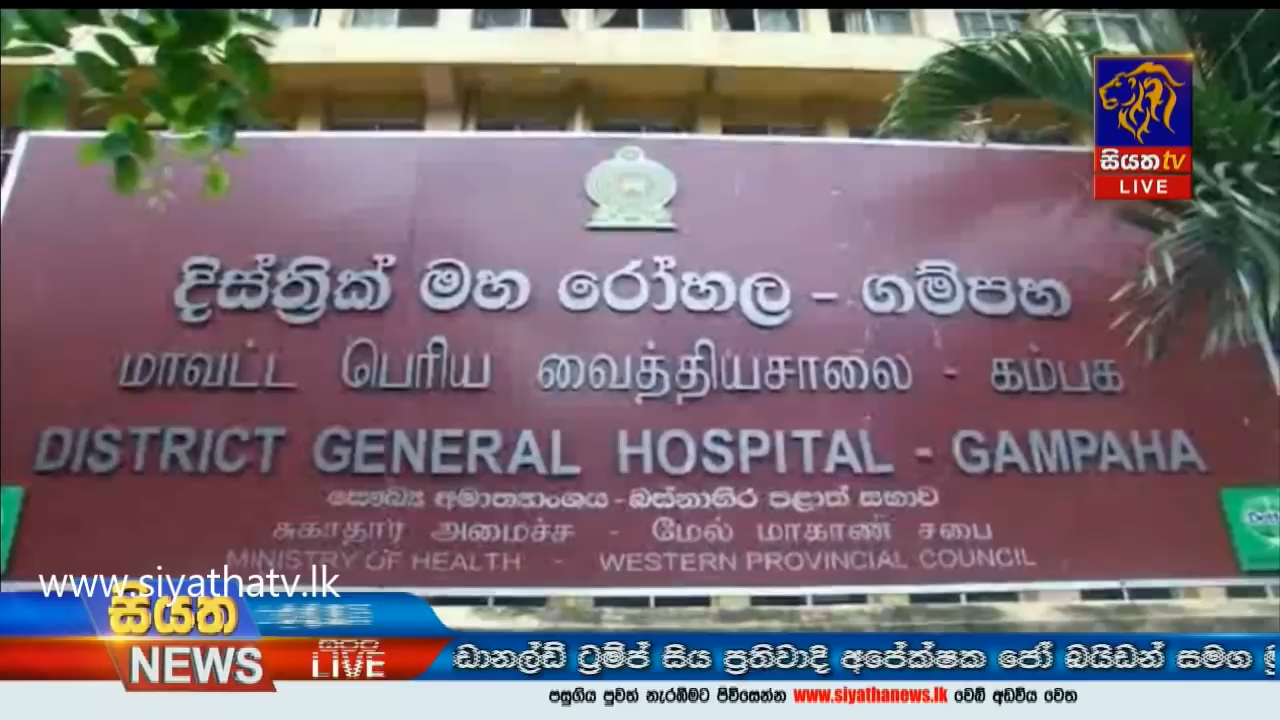 සියත tv
LIVE
දිස්ත්‍රික් මහ රෝහල - ගම්පහ
மாவட்ட பெரிய வைத்தியசாலை - கம்பக
DISTRICT GENERAL HOSPITAL - GAMPAHA
සෞඛ්‍ය අමාත්‍යාංශය - බස්නාහිර පළාත් සභාව
சுகாதார அமைச்சு - மேல் மாகாண சபை
MINISTRY OF HEALTH - WESTERN PROVINCIAL COUNCIL
www.siyathatv.lk
සියත
NEWS
LIVE
ඩානල්ඩ් ට්‍රම්ප් සිය ප්‍රතිවාදි අපේක්ෂක ජෝ බයිඩන් සමග
පසුගිය පුවත් නැරඹීමට පිවිසෙන්න www.siyathanews.lk වෙබ් අඩවිය වෙත